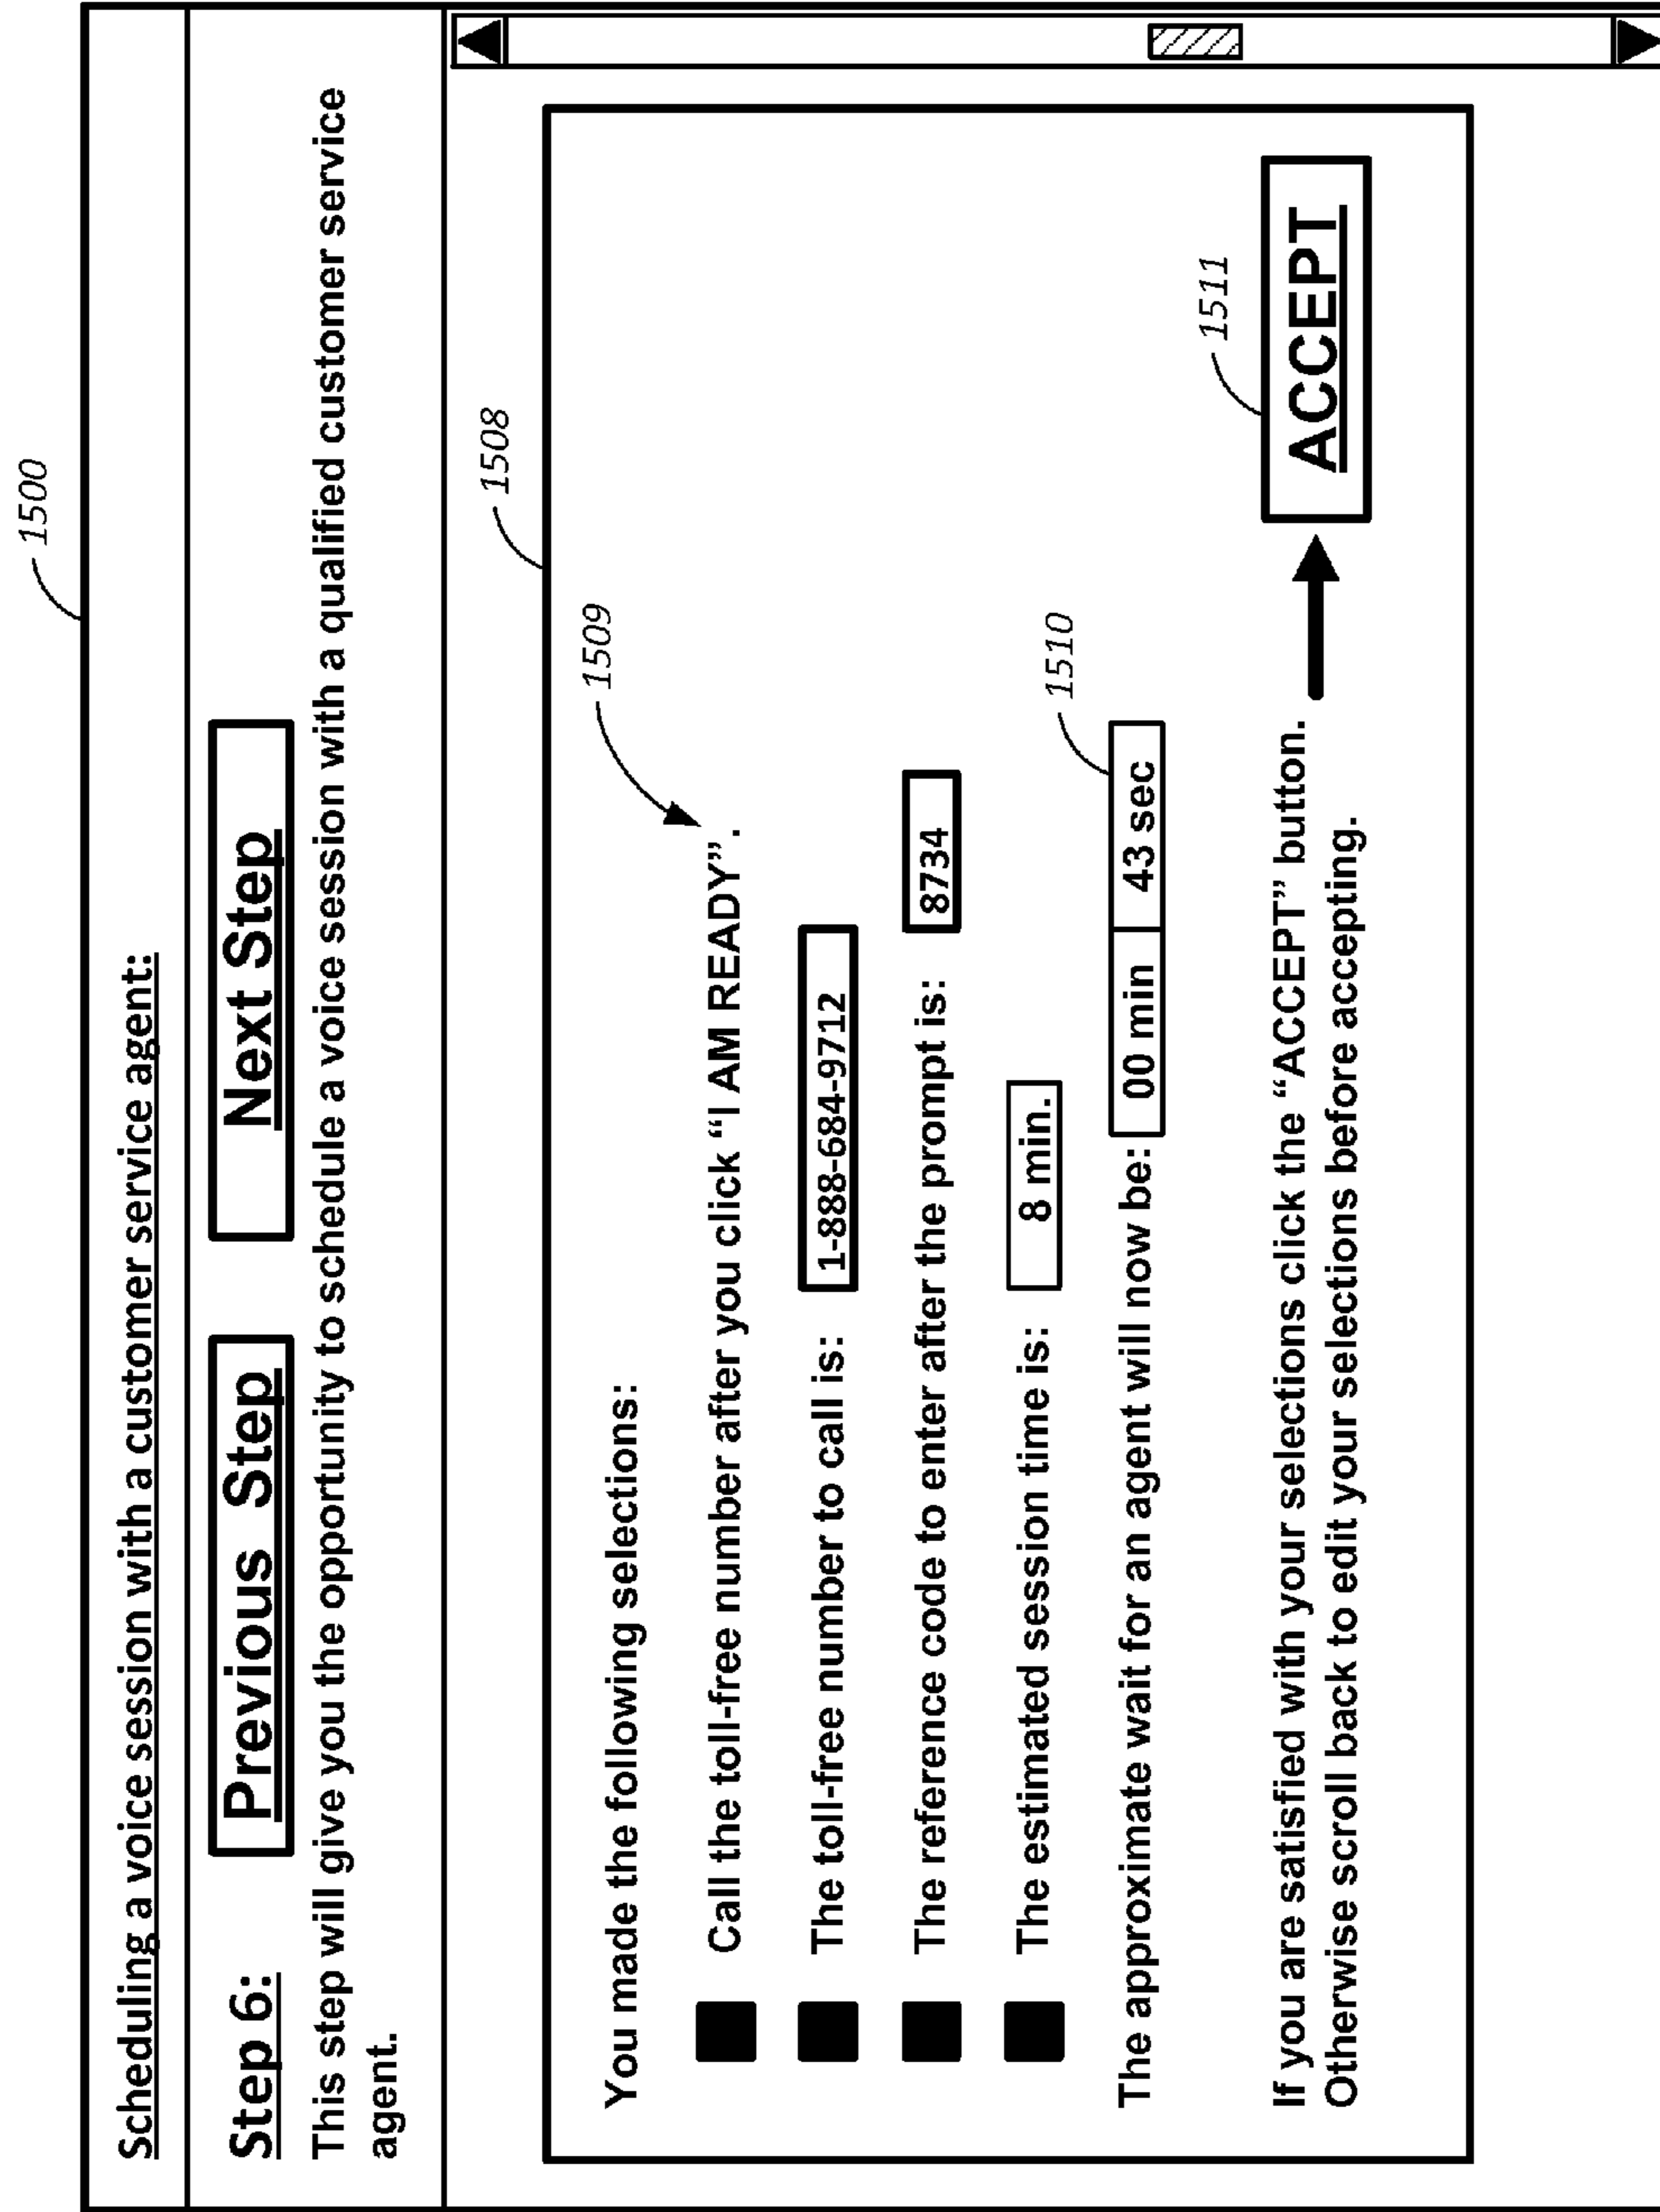 1500
Scheduling a voice session with a customer service agent:
Step 6: Previous Step Next Step
This step will give you the opportunity to schedule a voice session with a qualified customer service
agent.
1508
You made the following selections:
1509
Call the toll-free number after you click “I AM READY”.
The toll-free number to call is: 1-888-684-9712
The reference code to enter after the prompt is: 8734
The estimated session time is: 8 min.
1510
The approximate wait for an agent will now be: 00 min 43 sec
1511
If you are satisfied with your selections click the “ACCEPT” button. ACCEPT
Otherwise scroll back to edit your selections before accepting.